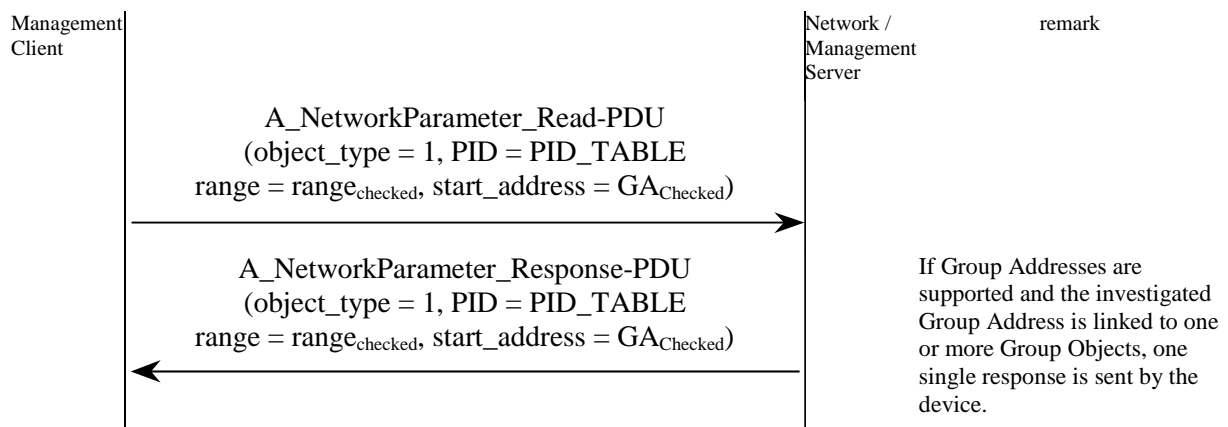 Management
Client
Network /
Management
Server
remark
A_NetworkParameter_Read-PDU
(object_type = 1, PID = PID_TABLE
range = rangechecked, start_address = GAChecked)
A_NetworkParameter_Response-PDU
(object_type = 1, PID = PID_TABLE
range = rangechecked, start_address = GAChecked)
If Group Addresses are
supported and the investigated
Group Address is linked to one
or more Group Objects, one
single response is sent by the
device.